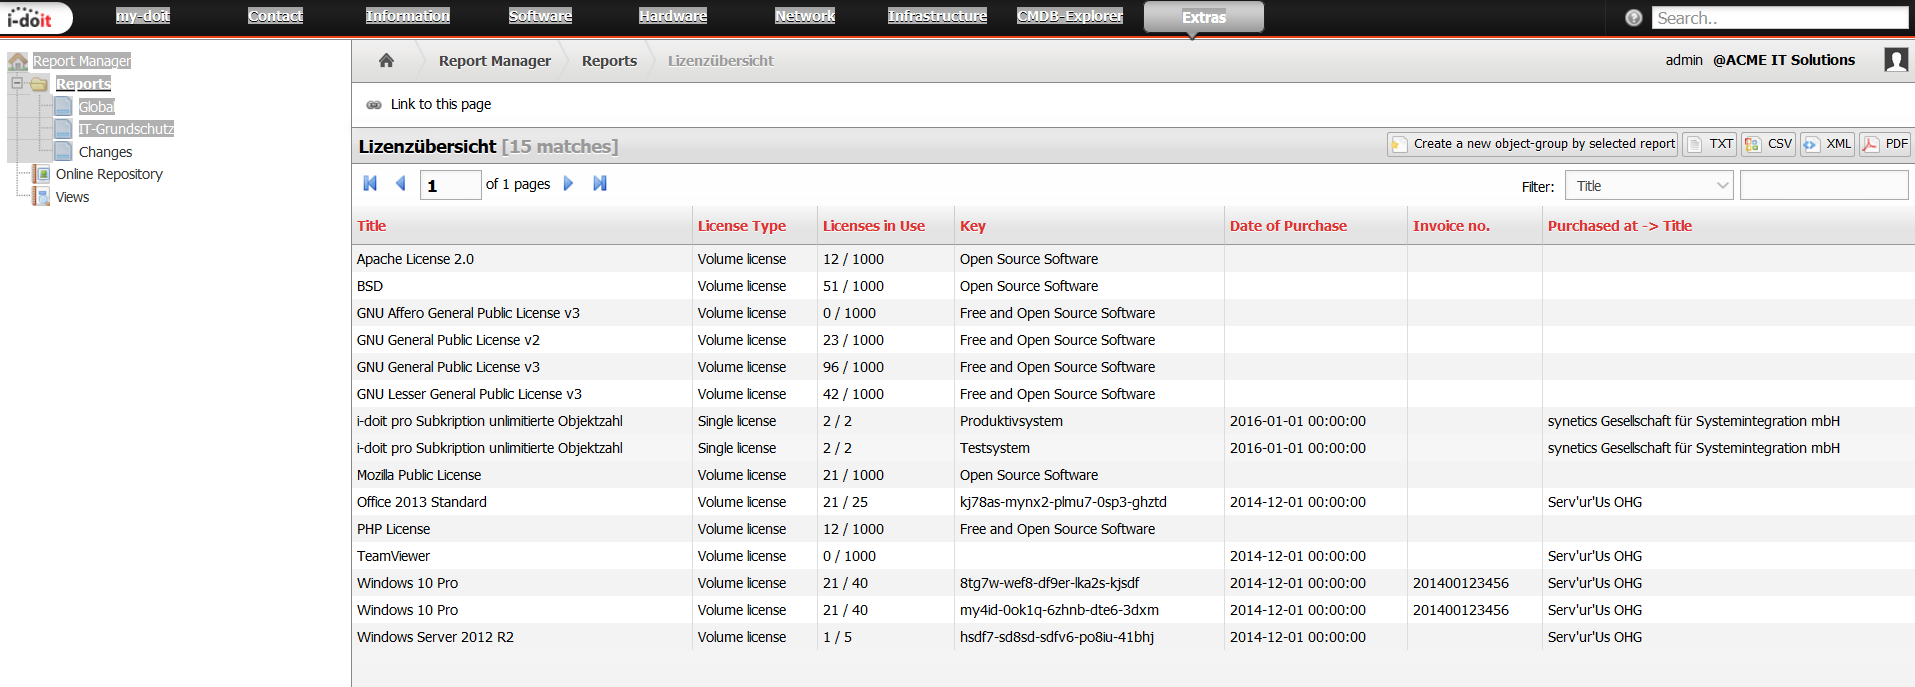 i-doit my-doit Contact Information Software Hardware Network Infrastructure CMDB-Explorer Extras ? Search..
Report Manager
Reports
Global
IT-Grundschutz
Changes
Online Repository
Views
Report Manager Reports Lizenzübersicht admin @ACME IT Solutions
Link to this page
Lizenzübersicht [15 matches] Create a new object-group by selected report TXT CSV XML PDF
1 of 1 pages Filter: Title
Title License Type Licenses in Use Key Date of Purchase Invoice no. Purchased at -> Title
Apache License 2.0 Volume license 12 / 1000 Open Source Software
BSD Volume license 51 / 1000 Open Source Software
GNU Affero General Public License v3 Volume license 0 / 1000 Free and Open Source Software
GNU General Public License v2 Volume license 23 / 1000 Free and Open Source Software
GNU General Public License v3 Volume license 96 / 1000 Free and Open Source Software
GNU Lesser General Public License v3 Volume license 42 / 1000 Free and Open Source Software
i-doit pro Subkription unlimitierte Objektzahl Single license 2 / 2 Produktivsystem 2016-01-01 00:00:00 synetics Gesellschaft für Systemintegration mbH
i-doit pro Subkription unlimitierte Objektzahl Single license 2 / 2 Testsystem 2016-01-01 00:00:00 synetics Gesellschaft für Systemintegration mbH
Mozilla Public License Volume license 21 / 1000 Open Source Software
Office 2013 Standard Volume license 21 / 25 kj78as-mynx2-plmu7-0sp3-ghztd 2014-12-01 00:00:00 Serv'ur'Us OHG
PHP License Volume license 12 / 1000 Free and Open Source Software
TeamViewer Volume license 0 / 1000 2014-12-01 00:00:00 Serv'ur'Us OHG
Windows 10 Pro Volume license 21 / 40 8tg7w-wef8-df9er-lka2s-kjsdf 2014-12-01 00:00:00 201400123456 Serv'ur'Us OHG
Windows 10 Pro Volume license 21 / 40 my4id-0ok1q-6zhnb-dte6-3dxm 2014-12-01 00:00:00 201400123456 Serv'ur'Us OHG
Windows Server 2012 R2 Volume license 1 / 5 hsdf7-sd8sd-sdfv6-po8iu-41bhj 2014-12-01 00:00:00 Serv'ur'Us OHG